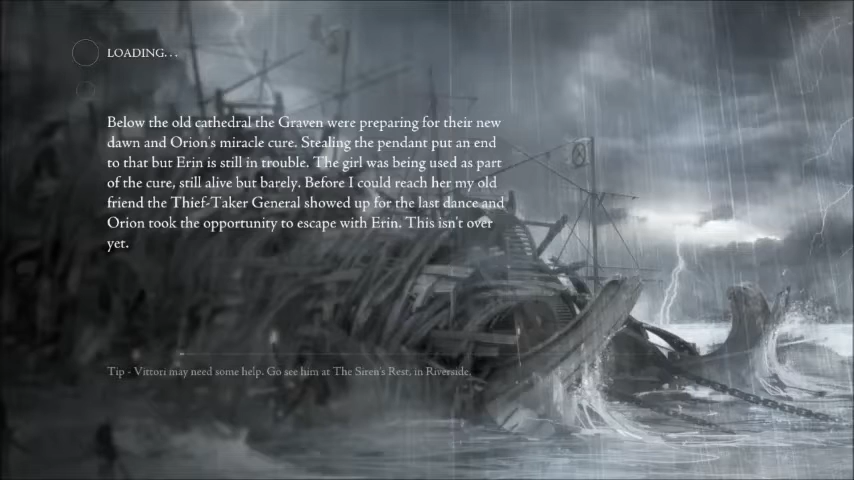 LOADING...
Below the old cathedral the Graven were preparing for their new
dawn and Orion's miracle cure. Stealing the pendant put an end
to that but Erin is still in trouble. The girl was being used as part
of the cure, still alive but barely. Before I could reach her my old
friend the Thief-Taker General showed up for the last dance and
Orion took the opportunity to escape with Erin. This isn't over
yet.
Tip - Vittori may need some help. Go see him at The Siren's Rest, in Riverside.